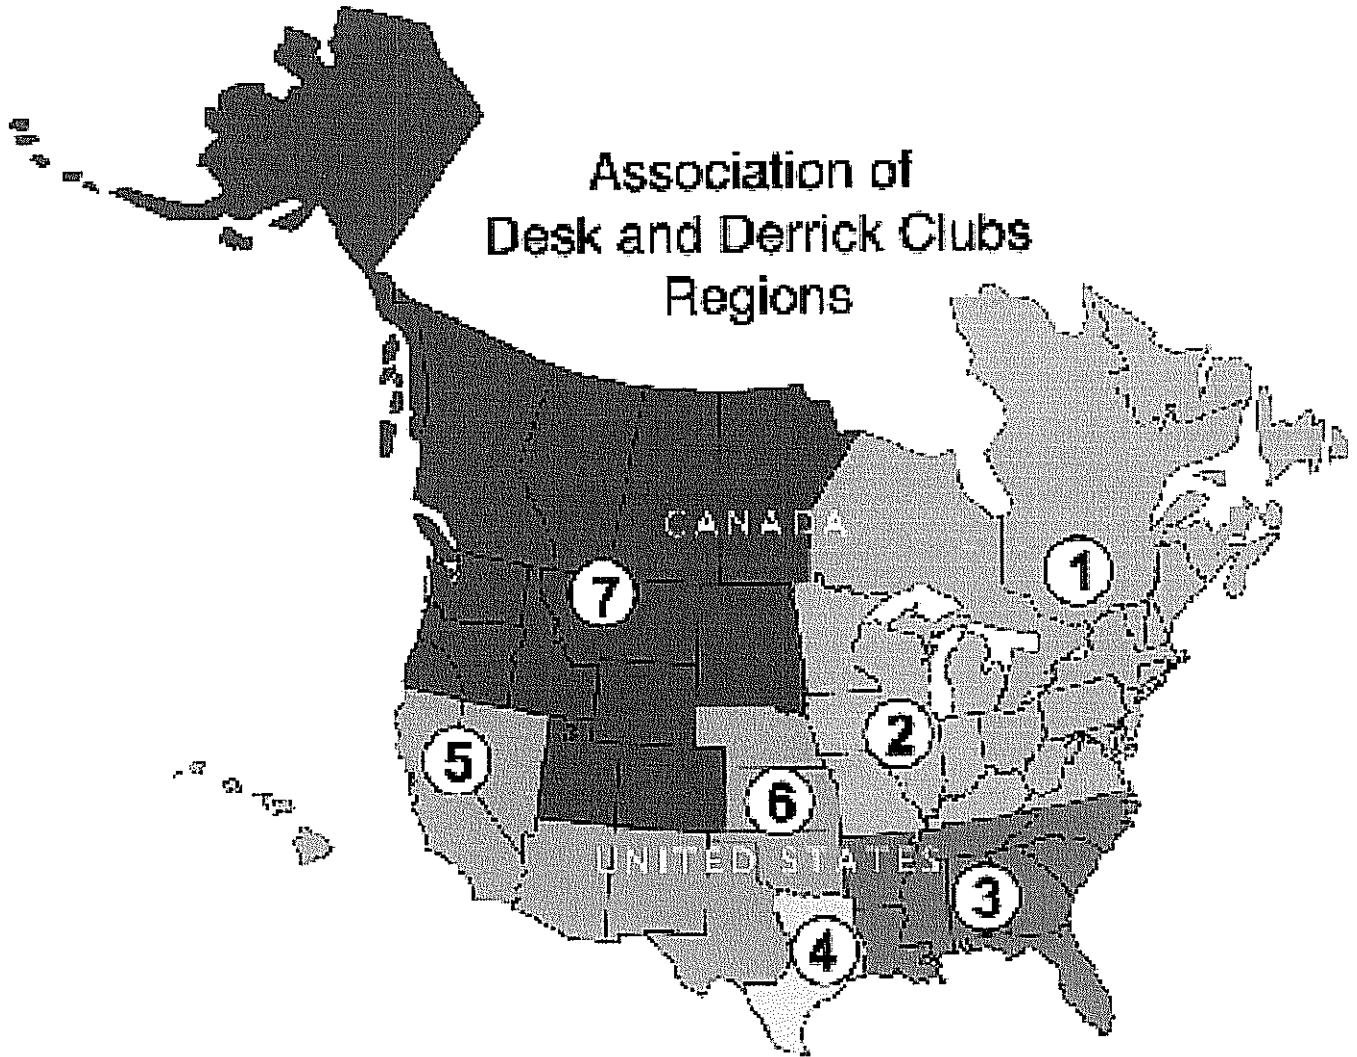 Association of
Desk and Derrick Clubs
Regions
CANADA
1
7
2
5
6
UNITED STATES
3
4